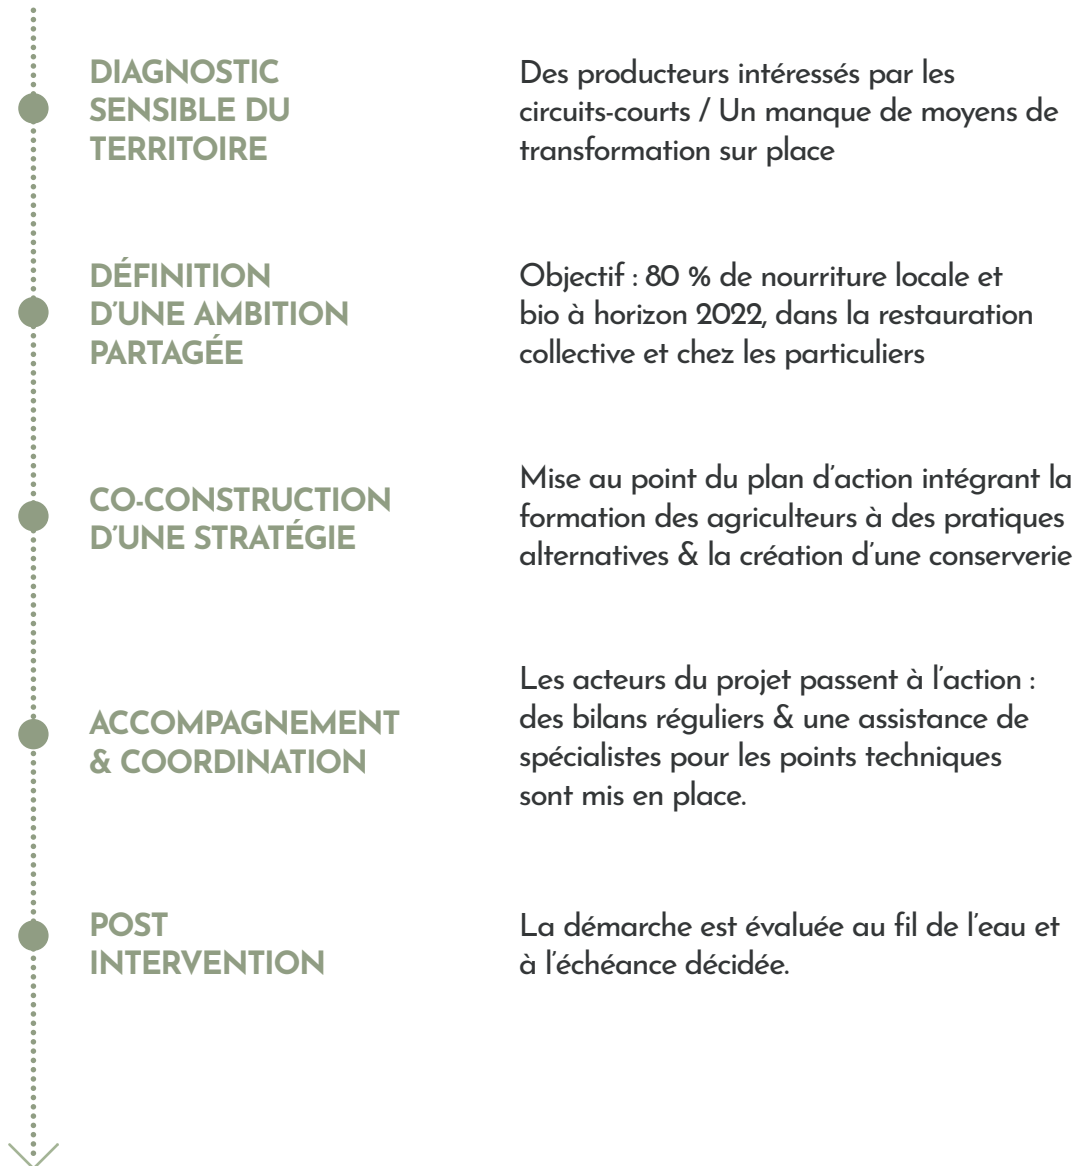 DIAGNOSTIC
SENSIBLE DU
TERRITOIRE
Des producteurs intéressés par les
circuits-courts / Un manque de moyens de
transformation sur place
DÉFINITION
D'UNE AMBITION
PARTAGÉE
Objectif : 80 % de nourriture locale et
bio à horizon 2022, dans la restauration
collective et chez les particuliers
CO-CONSTRUCTION
D'UNE STRATÉGIE
Mise au point du plan d'action intégrant la
formation des agriculteurs à des pratiques
alternatives & la création d'une conserverie
ACCOMPAGNEMENT
& COORDINATION
Les acteurs du projet passent à l'action :
des bilans réguliers & une assistance de
spécialistes pour les points techniques
sont mis en place.
POST
INTERVENTION
La démarche est évaluée au fil de l'eau et
à l'échéance décidée.